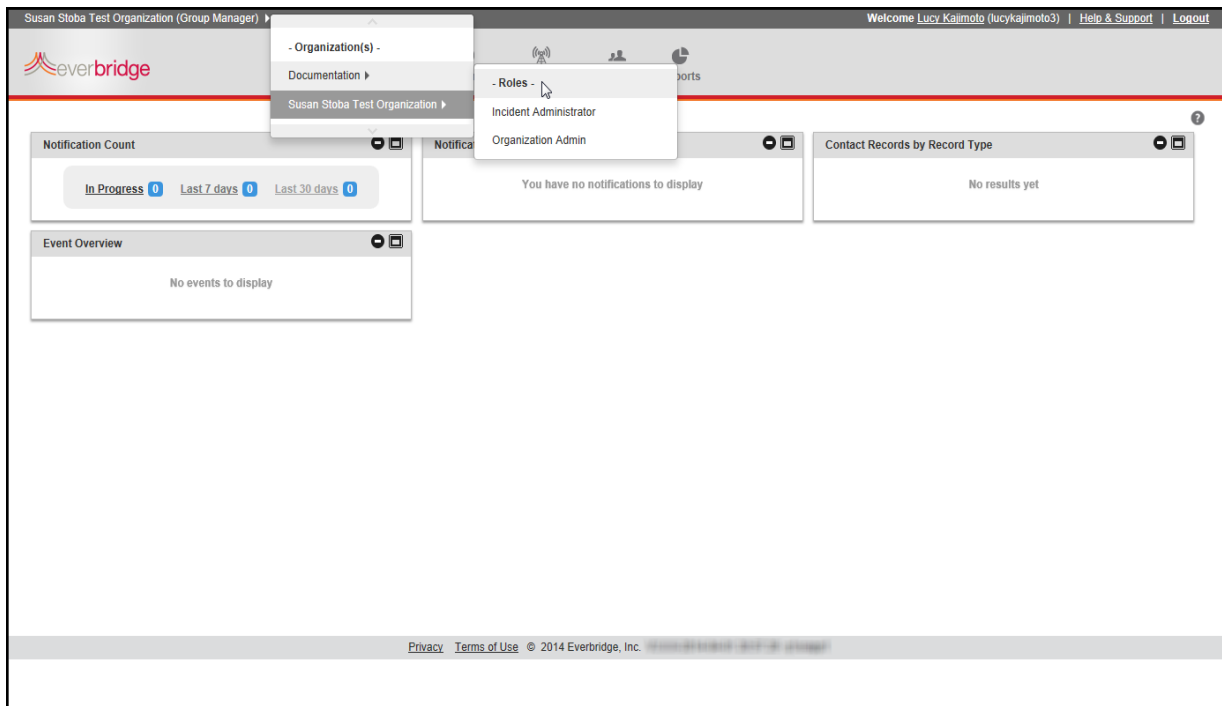 Susan Stoba Test Organization (Group Manager)
Welcome Lucy Kajimoto (lucykajimoto3) | Help & Support | Logout
everbridge
- Organization(s) -
Documentation
Susan Stoba Test Organization
- Roles -
Incident Administrator
Organization Admin
ports
Notification Count
In Progress 0 Last 7 days 0 Last 30 days 0
Notifica
You have no notifications to display
Contact Records by Record Type
No results yet
Event Overview
No events to display
Privacy Terms of Use © 2014 Everbridge, Inc.